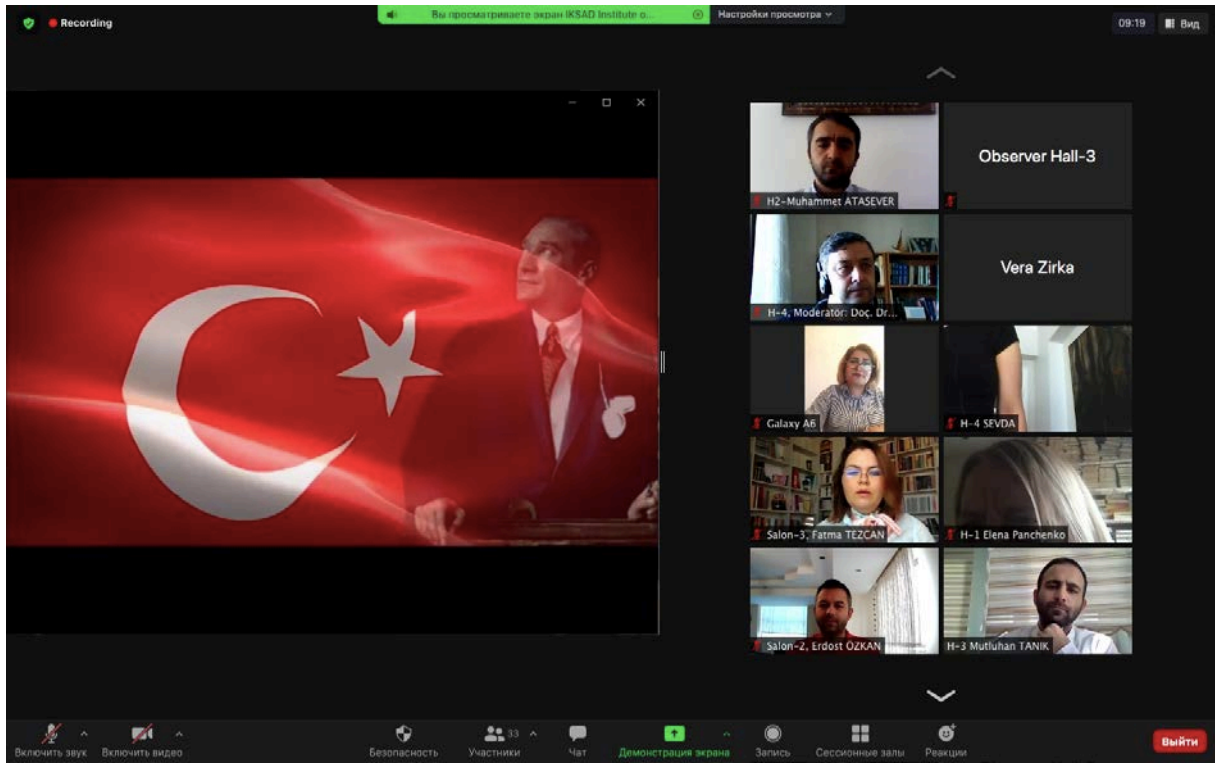 Recording
Вы просматриваете экран IKSAD Institute o...
Настройки просмотра
09:19
Вид
H2-Muhammet ATASEVER
Observer Hall-3
H-4, Moderatör: Doç. Dr...
Vera Zirka
Galaxy A6
H-4 SEVDA
Salon-3, Fatma TEZCAN
H-1 Elena Panchenko
Salon-2, Erdost ÖZKAN
H-3 Mutluhan TANIK
Включить звук
Включить видео
Безопасность
33
Участники
Чат
Демонстрация экрана
Запись
Сессионные залы
Реакции
Выйти